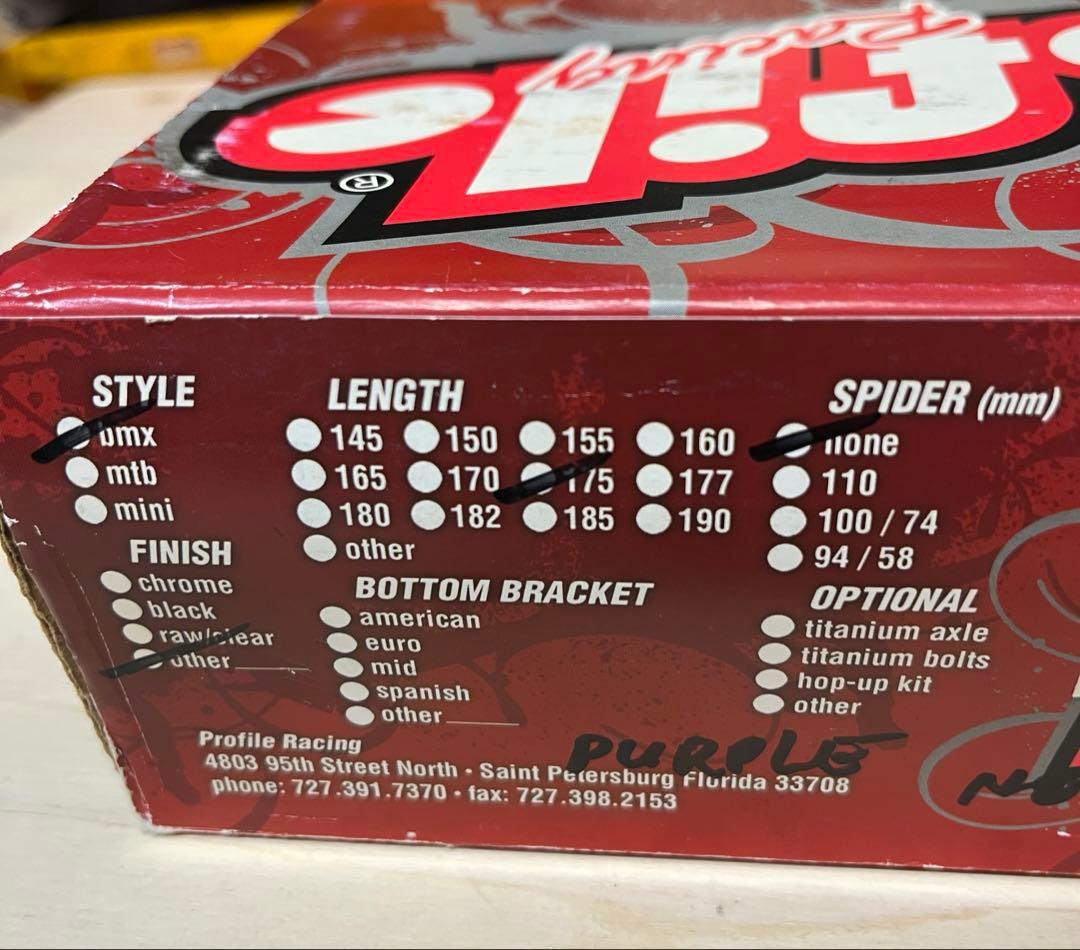 file
Racing
®
STYLE
bmx
mtb
mini
FINISH
chrome
black
raw/clear
other
LENGTH
145 150 155 160
165 170 175 177
180 182 185 190
other
BOTTOM BRACKET
american
euro
mid
spanish
other
SPIDER (mm)
none
110
100 / 74
94 / 58
OPTIONAL
titanium axle
titanium bolts
hop-up kit
other
PURPLE
Profile Racing
4803 95th Street North • Saint Petersburg Florida 33708
phone: 727.391.7370 • fax: 727.398.2153